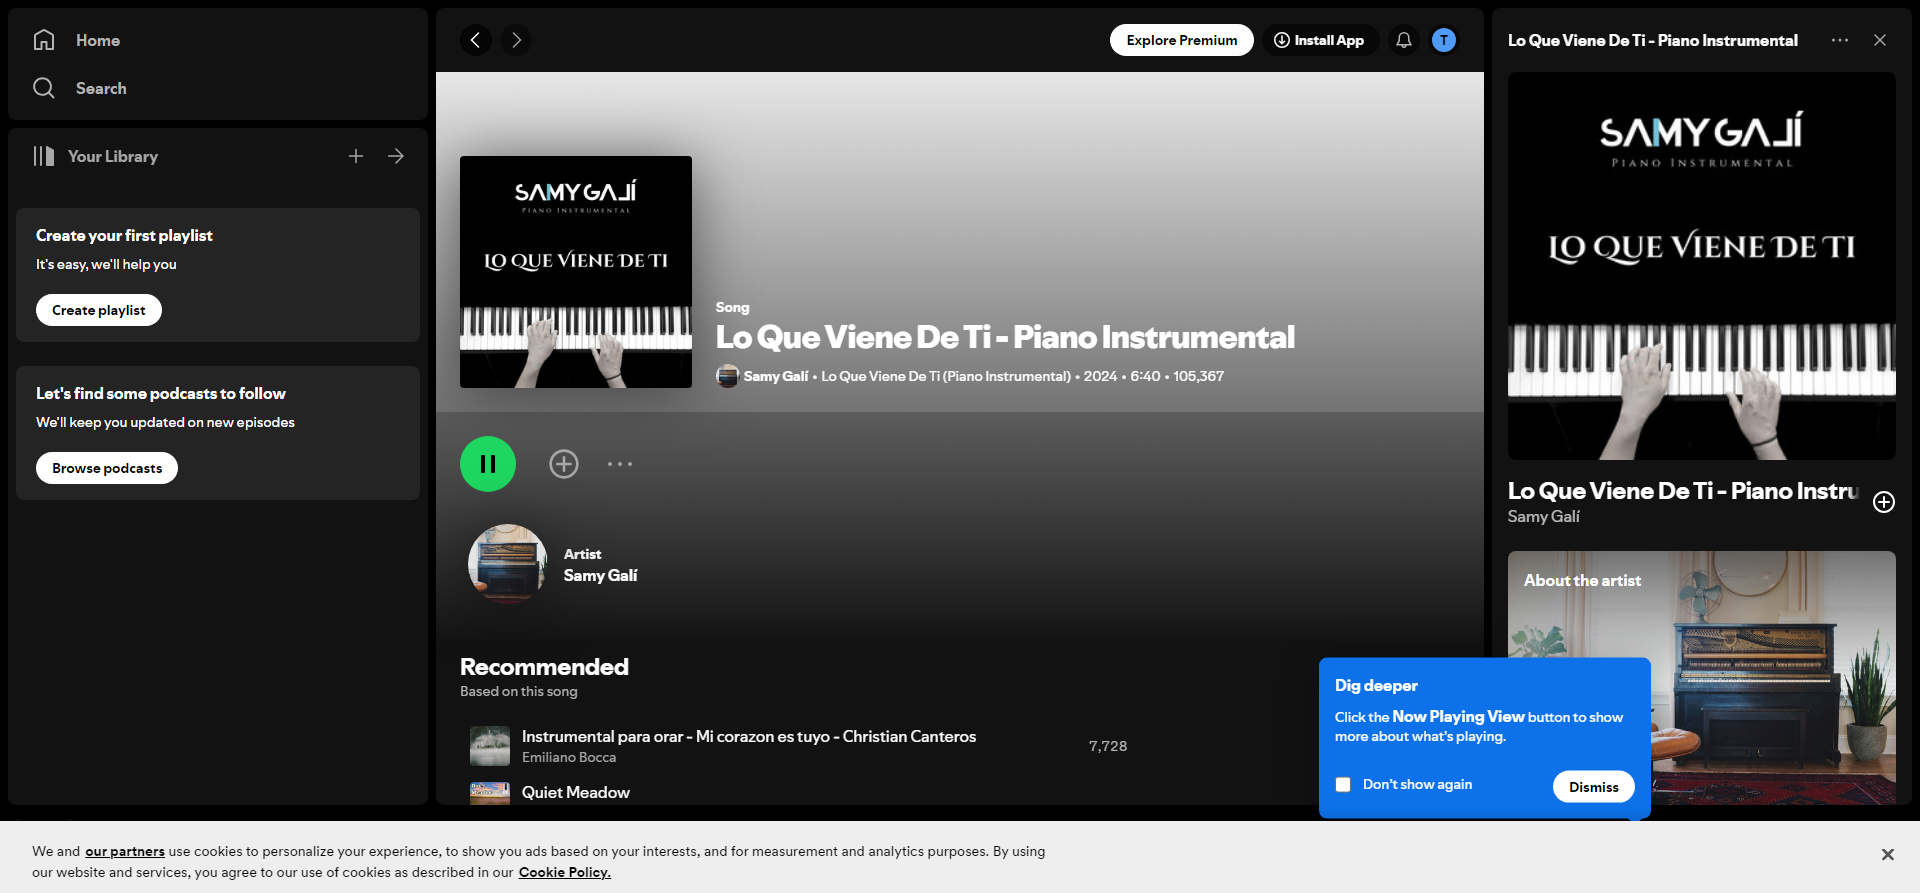 Home
Search
Your Library
Create your first playlist
It's easy, we'll help you
Create playlist
Let's find some podcasts to follow
We'll keep you updated on new episodes
Browse podcasts
Explore Premium
Install App
T
SAMY GALÍ
PIANO INSTRUMENTAL
LO QUE VIENE DE TI
Song
Lo Que Viene De Ti - Piano Instrumental
Samy Galí • Lo Que Viene De Ti (Piano Instrumental) • 2024 • 6:40 • 105,367
Artist
Samy Galí
Recommended
Based on this song
Instrumental para orar - Mi corazon es tuyo - Christian Canteros
Emiliano Bocca
7,728
Quiet Meadow
Lo Que Viene De Ti - Piano Instrumental
SAMY GALÍ
PIANO INSTRUMENTAL
LO QUE VIENE DE TI
Lo Que Viene De Ti - Piano Instru
Samy Galí
About the artist
Dig deeper
Click the Now Playing View button to show
more about what's playing.
Don't show again
Dismiss
We and our partners use cookies to personalize your experience, to show you ads based on your interests, and for measurement and analytics purposes. By using
our website and services, you agree to our use of cookies as described in our Cookie Policy.